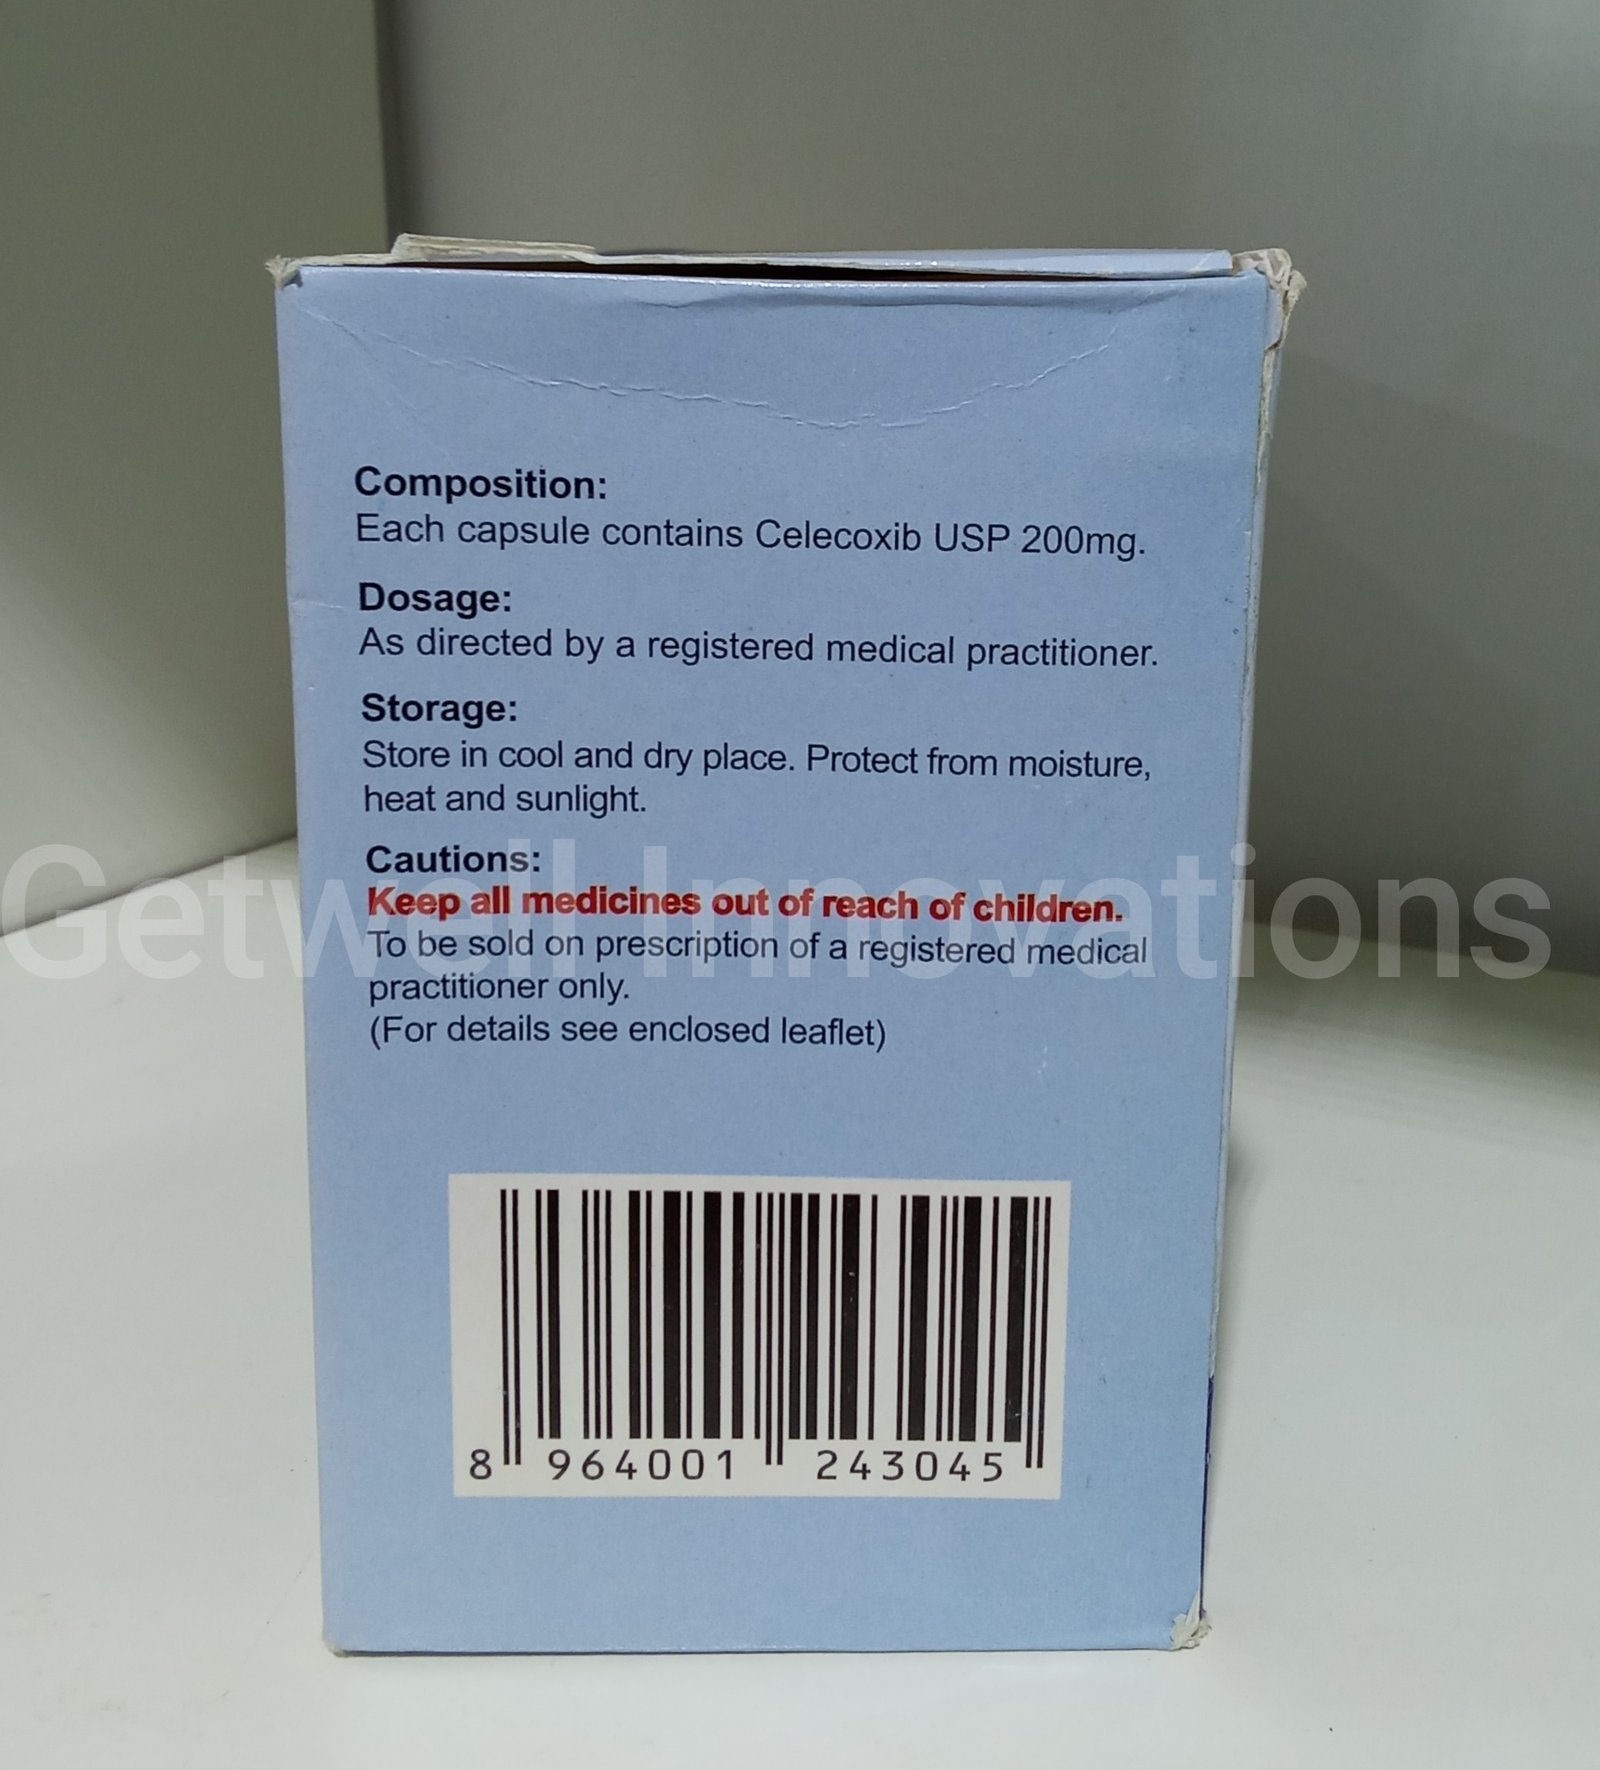 Composition:
Each capsule contains Celecoxib USP 200mg.
Dosage:
As directed by a registered medical practitioner.
Storage:
Store in cool and dry place. Protect from moisture,
heat and sunlight.
Cautions:
Keep all medicines out of reach of children.
To be sold on prescription of a registered medical
practitioner only.
(For details see enclosed leaflet)
Getwell Innovations
8 964001 243045